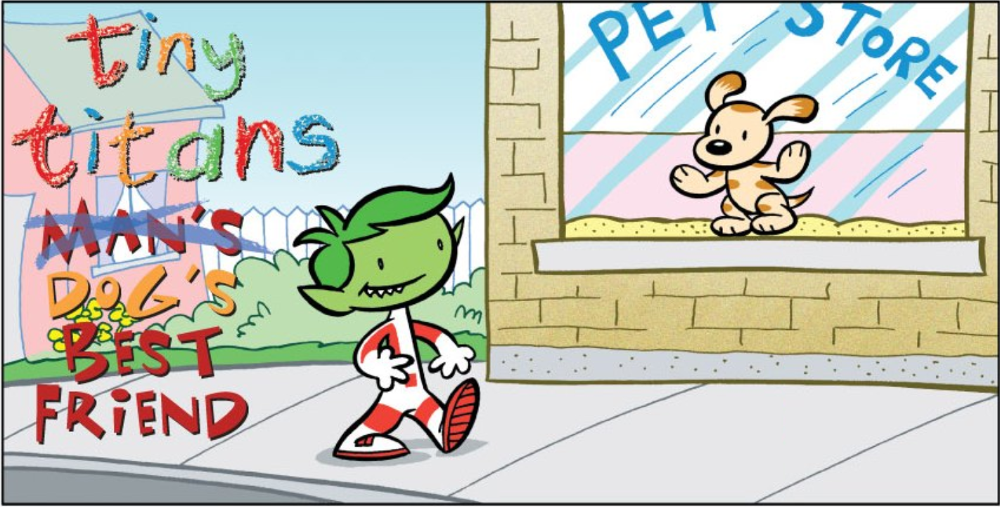 tiny
titans
MAN'S
DOG'S
BEST
FRiEND
PET STORE